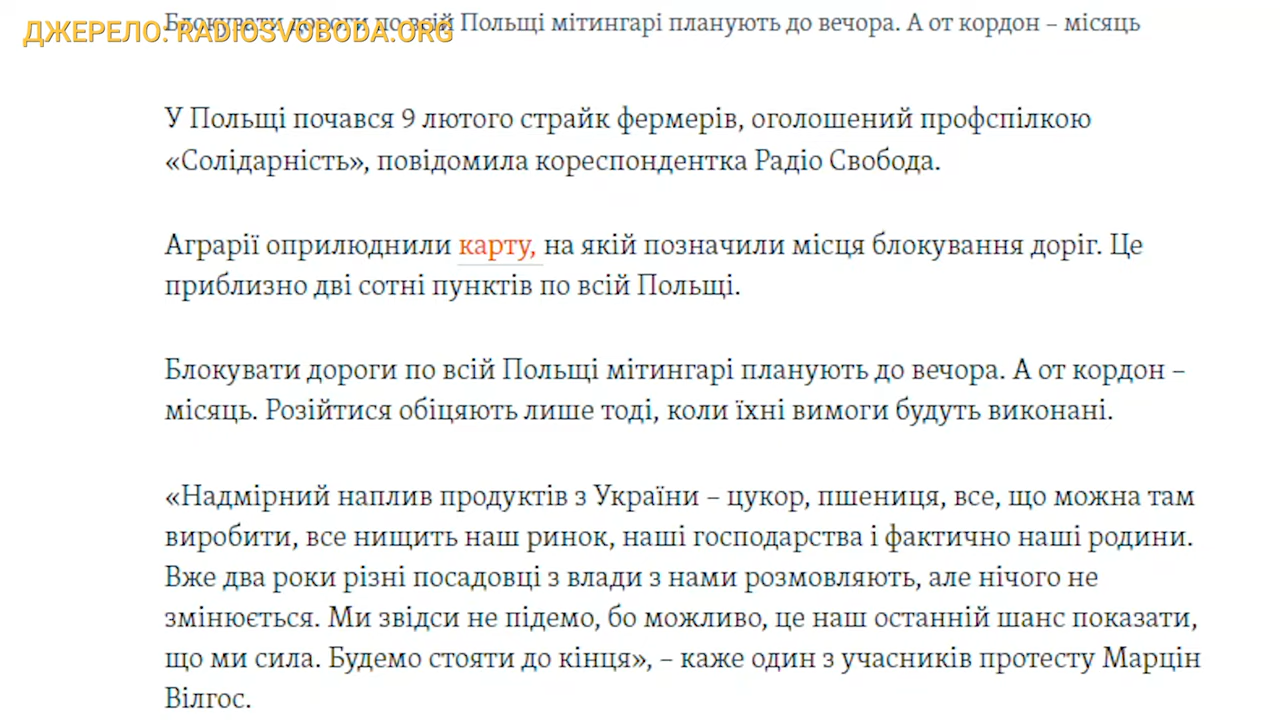 Блокувати дороги по всій Польщі мітингарі планують до вечора. А от кордон – місяць
ДЖЕРЕЛО: RADIOSVOBODA.ORG
У Польщі почався 9 лютого страйк фермерів, оголошений профспілкою
«Солідарність», повідомила кореспондентка Радіо Свобода.
Аграрії оприлюднили карту, на якій позначили місця блокування доріг. Це
приблизно дві сотні пунктів по всій Польщі.
Блокувати дороги по всій Польщі мітингарі планують до вечора. А от кордон –
місяць. Розійтися обіцяють лише тоді, коли їхні вимоги будуть виконані.
«Надмірний наплив продуктів з України – цукор, пшениця, все, що можна там
виробити, все нищить наш ринок, наші господарства і фактично наші родини.
Вже два роки різні посадовці з влади з нами розмовляють, але нічого не
змінюється. Ми звідси не підемо, бо можливо, це наш останній шанс показати,
що ми сила. Будемо стояти до кінця», – каже один з учасників протесту Марцін
Вілгос.